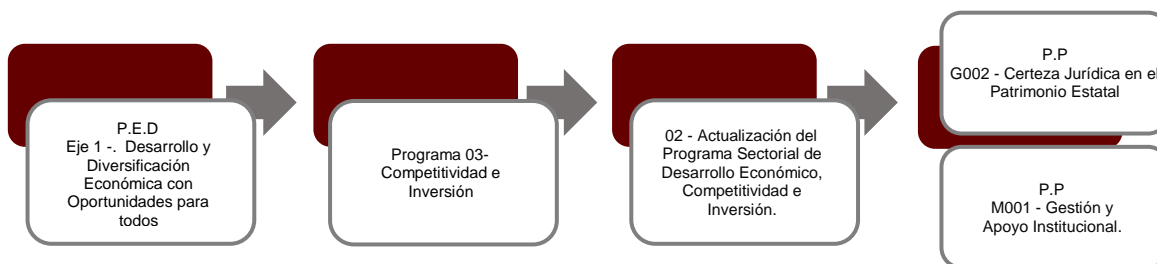 P.E.D
Eje 1 -. Desarrollo y
Diversificación
Económica con
Oportunidades para
todos
Programa 03-
Competitividad e
Inversión
02 - Actualización del
Programa Sectorial de
Desarrollo Económico,
Competitividad e
Inversión.
P.P
G002 - Certeza Jurídica en el
Patrimonio Estatal
P.P
M001 - Gestión y
Apoyo Institucional.